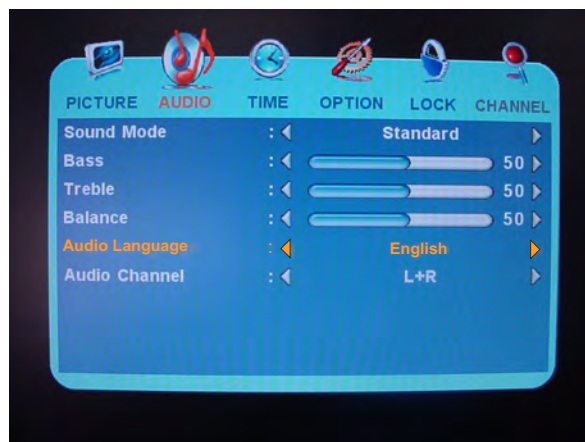 PICTURE AUDIO TIME OPTION LOCK CHANNEL
Sound Mode : Standard
Bass : 50
Treble : 50
Balance : 50
Audio Language : English
Audio Channel : L+R